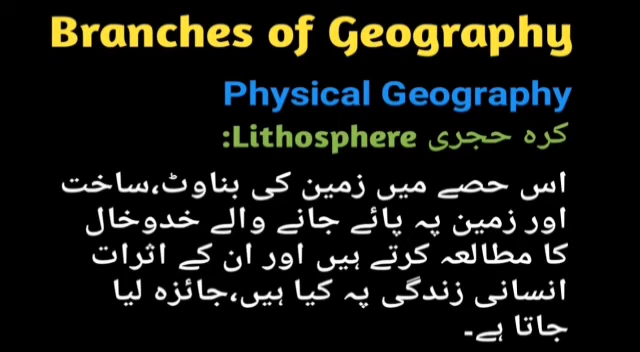 Branches of Geography
Physical Geography
کرہ حجری Lithosphere:
اس حصے میں زمین کی بناوٹ،ساخت
اور زمین پہ پائے جانے والے خدوخال
کا مطالعہ کرتے ہیں اور ان کے اثرات
انسانی زندگی پہ کیا ہیں،جائزہ لیا
جاتا ہے۔